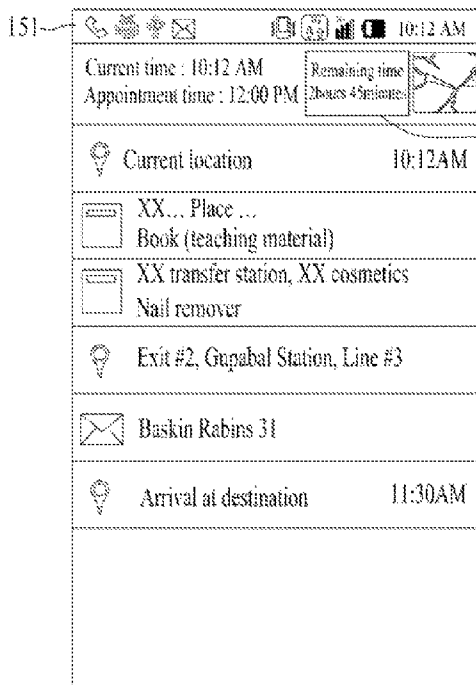 151
10:12 AM
Current time : 10:12 AM
Appointment time : 12:00 PM
Remaining time
2hours 45minutes
Current location
10:12AM
XX... Place ...
Book (teaching material)
XX transfer station, XX cosmetics
Nail remover
Exit #2, Gupabal Station, Line #3
Baskin Rabins 31
Arrival at destination
11:30AM